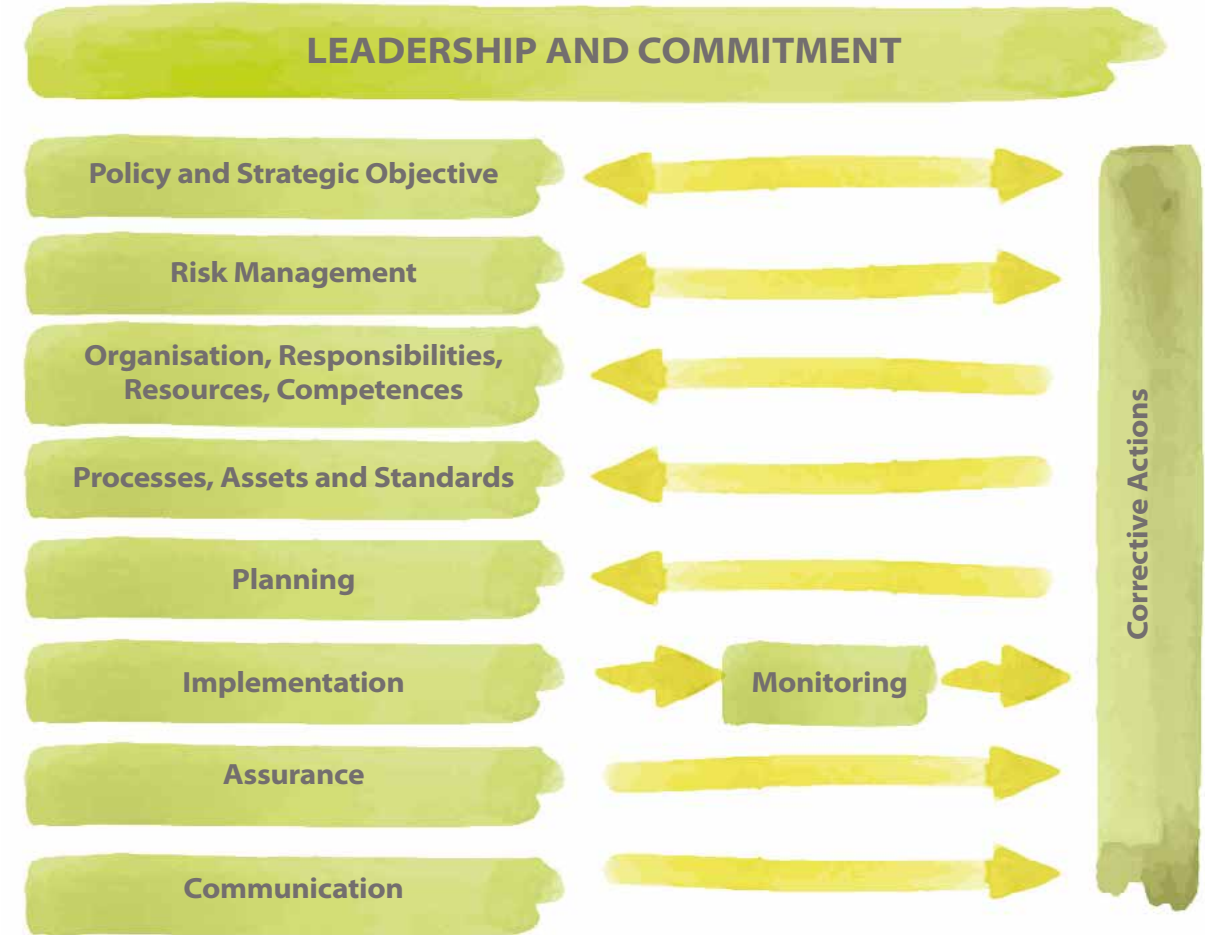 LEADERSHIP AND COMMITMENT
Policy and Strategic Objective
Risk Management
Organisation, Responsibilities,
Resources, Competences
Processes, Assets and Standards
Planning
Implementation
Monitoring
Assurance
Communication
Corrective Actions